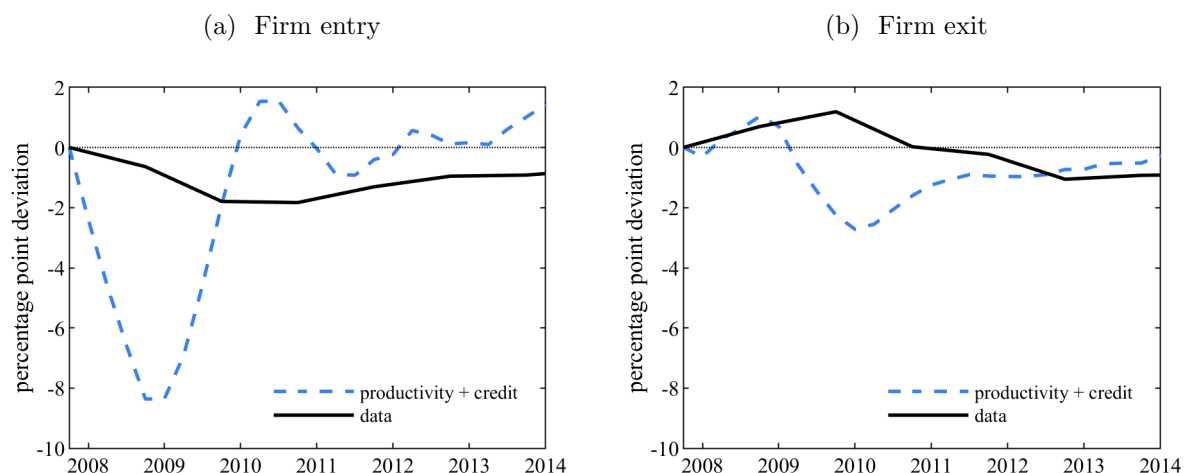 (a) Firm entry
(b) Firm exit
2
0
-2
-4
-6
-8
-10
percentage point deviation
productivity + credit
data
2008 2009 2010 2011 2012 2013 2014
2
0
-2
-4
-6
-8
-10
percentage point deviation
productivity + credit
data
2008 2009 2010 2011 2012 2013 2014